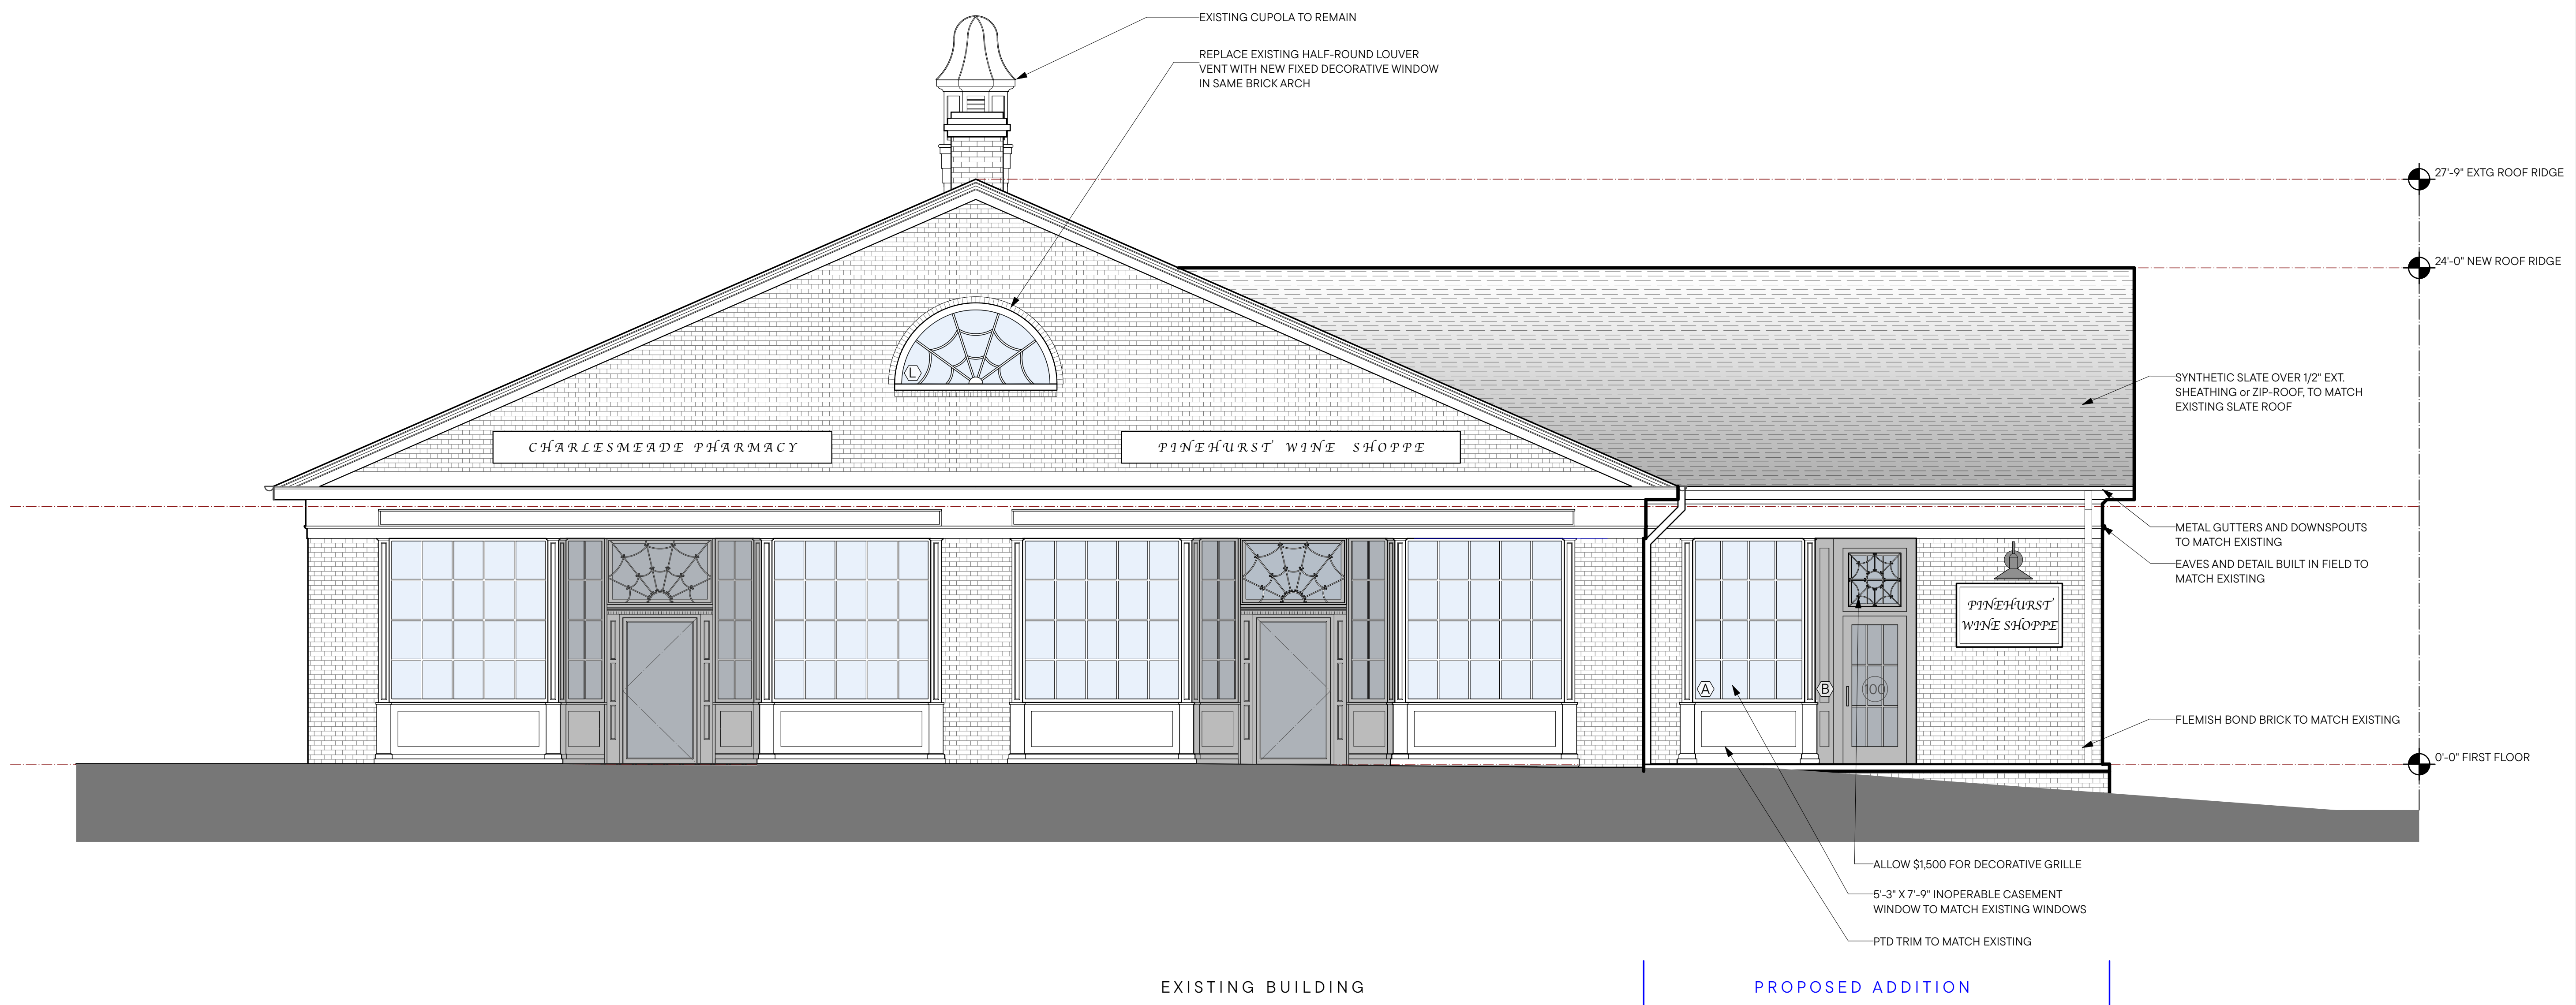 EXISTING CUPOLA TO REMAIN
REPLACE EXISTING HALF-ROUND LOUVER
VENT WITH NEW FIXED DECORATIVE WINDOW
IN SAME BRICK ARCH
27'-9" EXTG ROOF RIDGE
24'-0" NEW ROOF RIDGE
L
SYNTHETIC SLATE OVER 1/2" EXT.
SHEATHING or ZIP-ROOF, TO MATCH
EXISTING SLATE ROOF
CHARLESMEADE PHARMACY
PINEHURST WINE SHOPPE
METAL GUTTERS AND DOWNSPOUTS
TO MATCH EXISTING
EAVES AND DETAIL BUILT IN FIELD TO
MATCH EXISTING
PINEHURST
WINE SHOPPE
A
B
100
FLEMISH BOND BRICK TO MATCH EXISTING
0'-0" FIRST FLOOR
ALLOW $1,500 FOR DECORATIVE GRILLE
5'-3" X 7'-9" INOPERABLE CASEMENT
WINDOW TO MATCH EXISTING WINDOWS
PTD TRIM TO MATCH EXISTING
EXISTING BUILDING
PROPOSED ADDITION